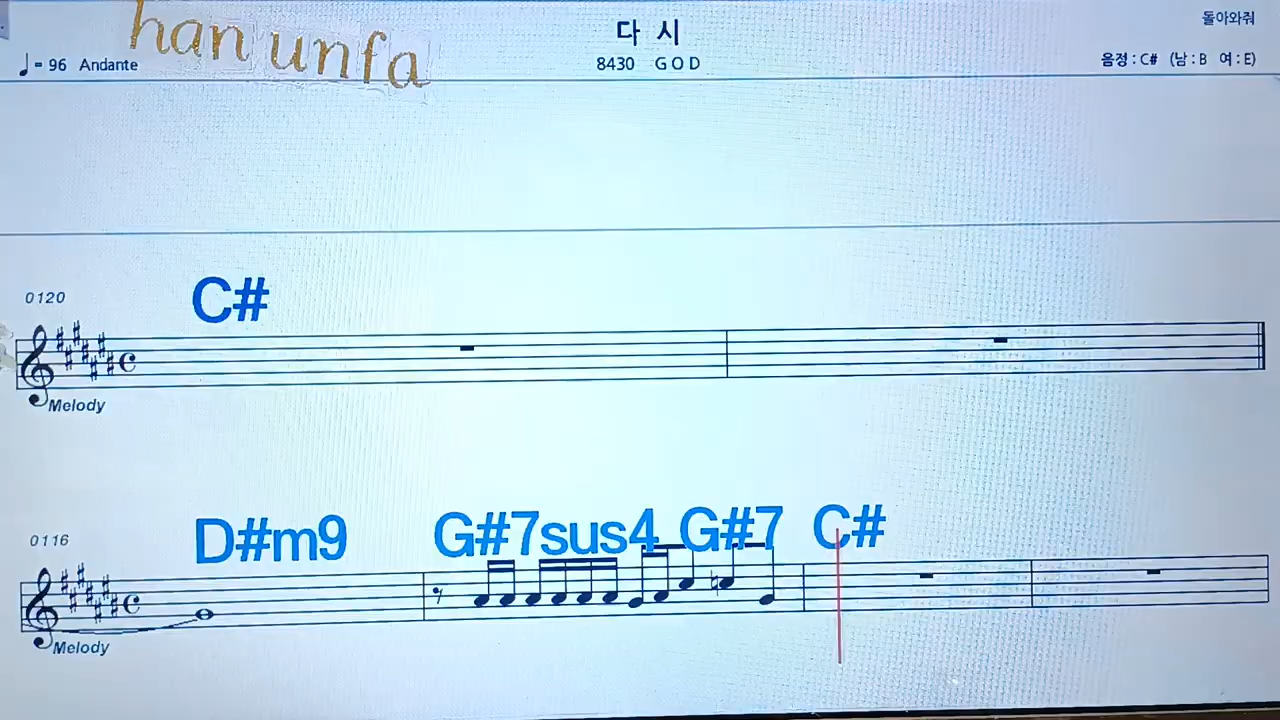 han unfa
다 시
돌아와줘
♩= 96 Andante
8430 G O D
음정 : C# (남 : B 여 : E)
C#
0120
Melody
D#m9 G#7sus4 G#7 C#
0116
Melody